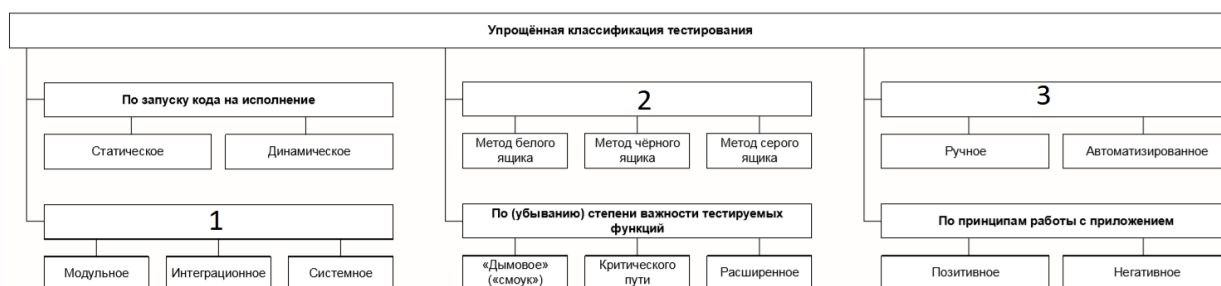 Упрощённая классификация тестирования
По запуску кода на исполнение
2
3
Статическое
Динамическое
Метод белого
ящика
Метод чёрного
ящика
Метод серого
ящика
Ручное
Автоматизированное
1
По (убыванию) степени важности тестируемых
функций
По принципам работы с приложением
Модульное
Интеграционное
Системное
«Дымовое»
(«смоук»)
Критического
пути
Расширенное
Позитивное
Негативное